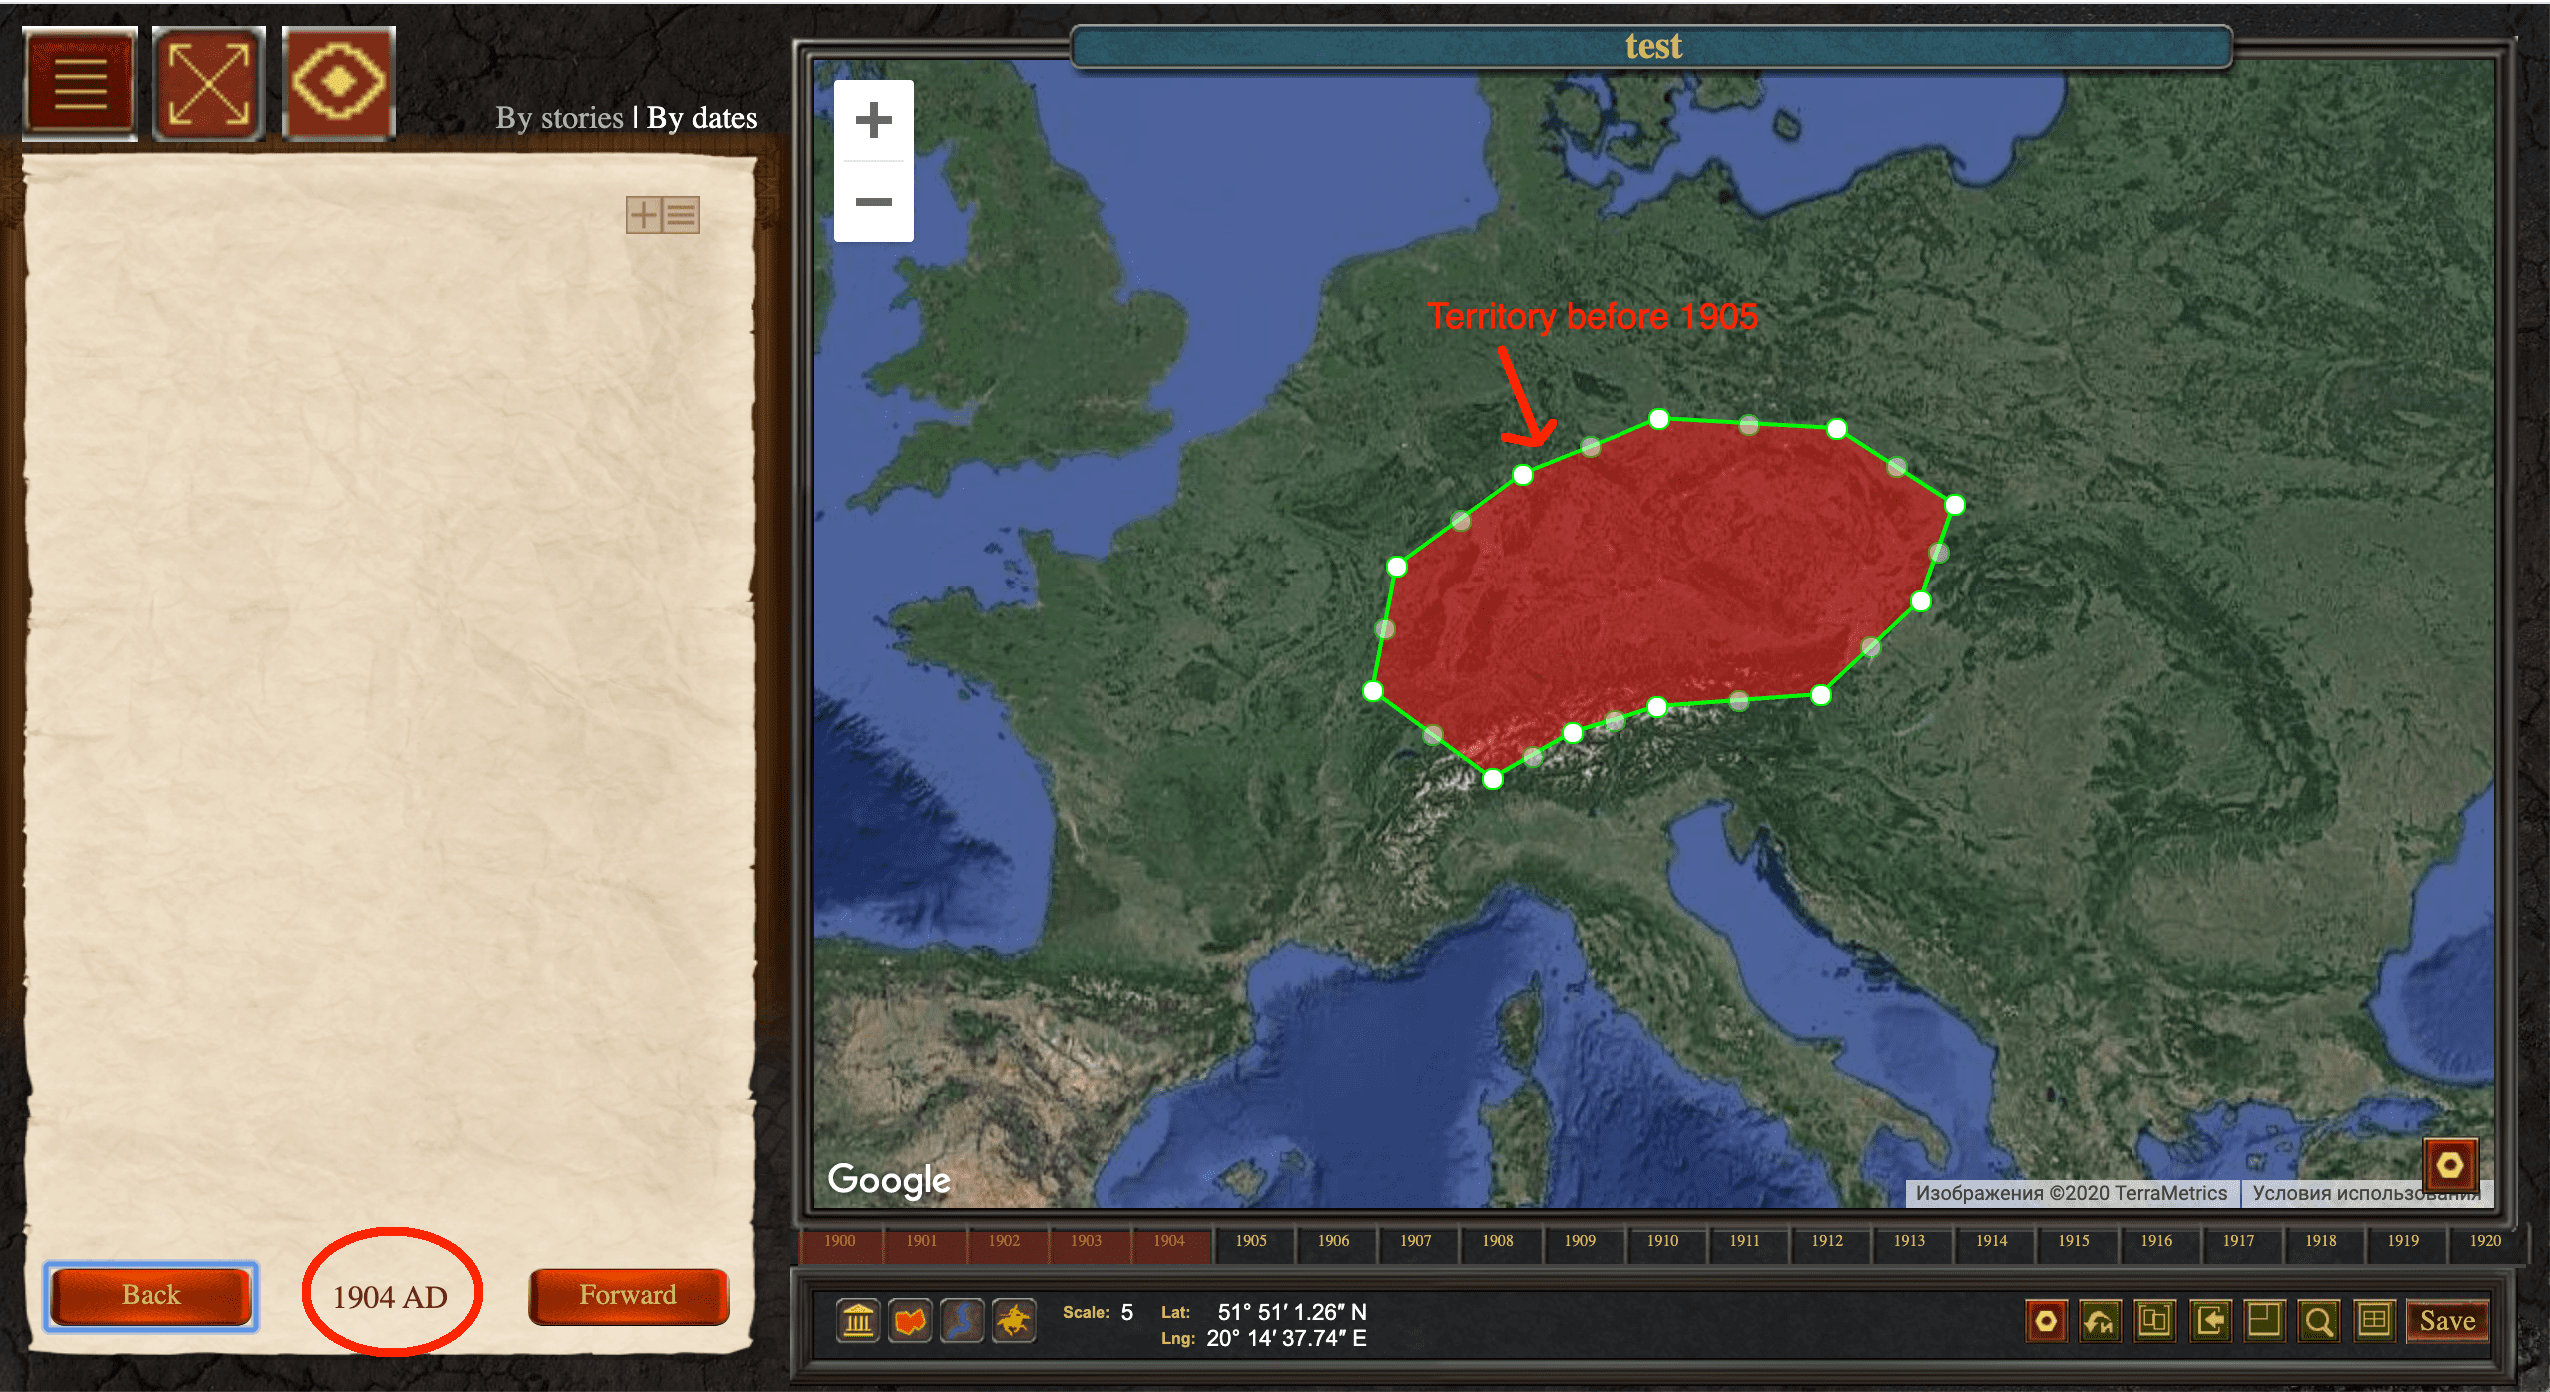 test
By stories | By dates
Territory before 1905
Google
Изображения ©2020 TerraMetrics
Условия использования
1900 1901 1902 1903 1904 1905 1906 1907 1908 1909 1910 1911 1912 1913 1914 1915 1916 1917 1918 1919 1920
Back 1904 AD Forward
Scale: 5 Lat: 51° 51′ 1.26″ N
Lng: 20° 14′ 37.74″ E
Save